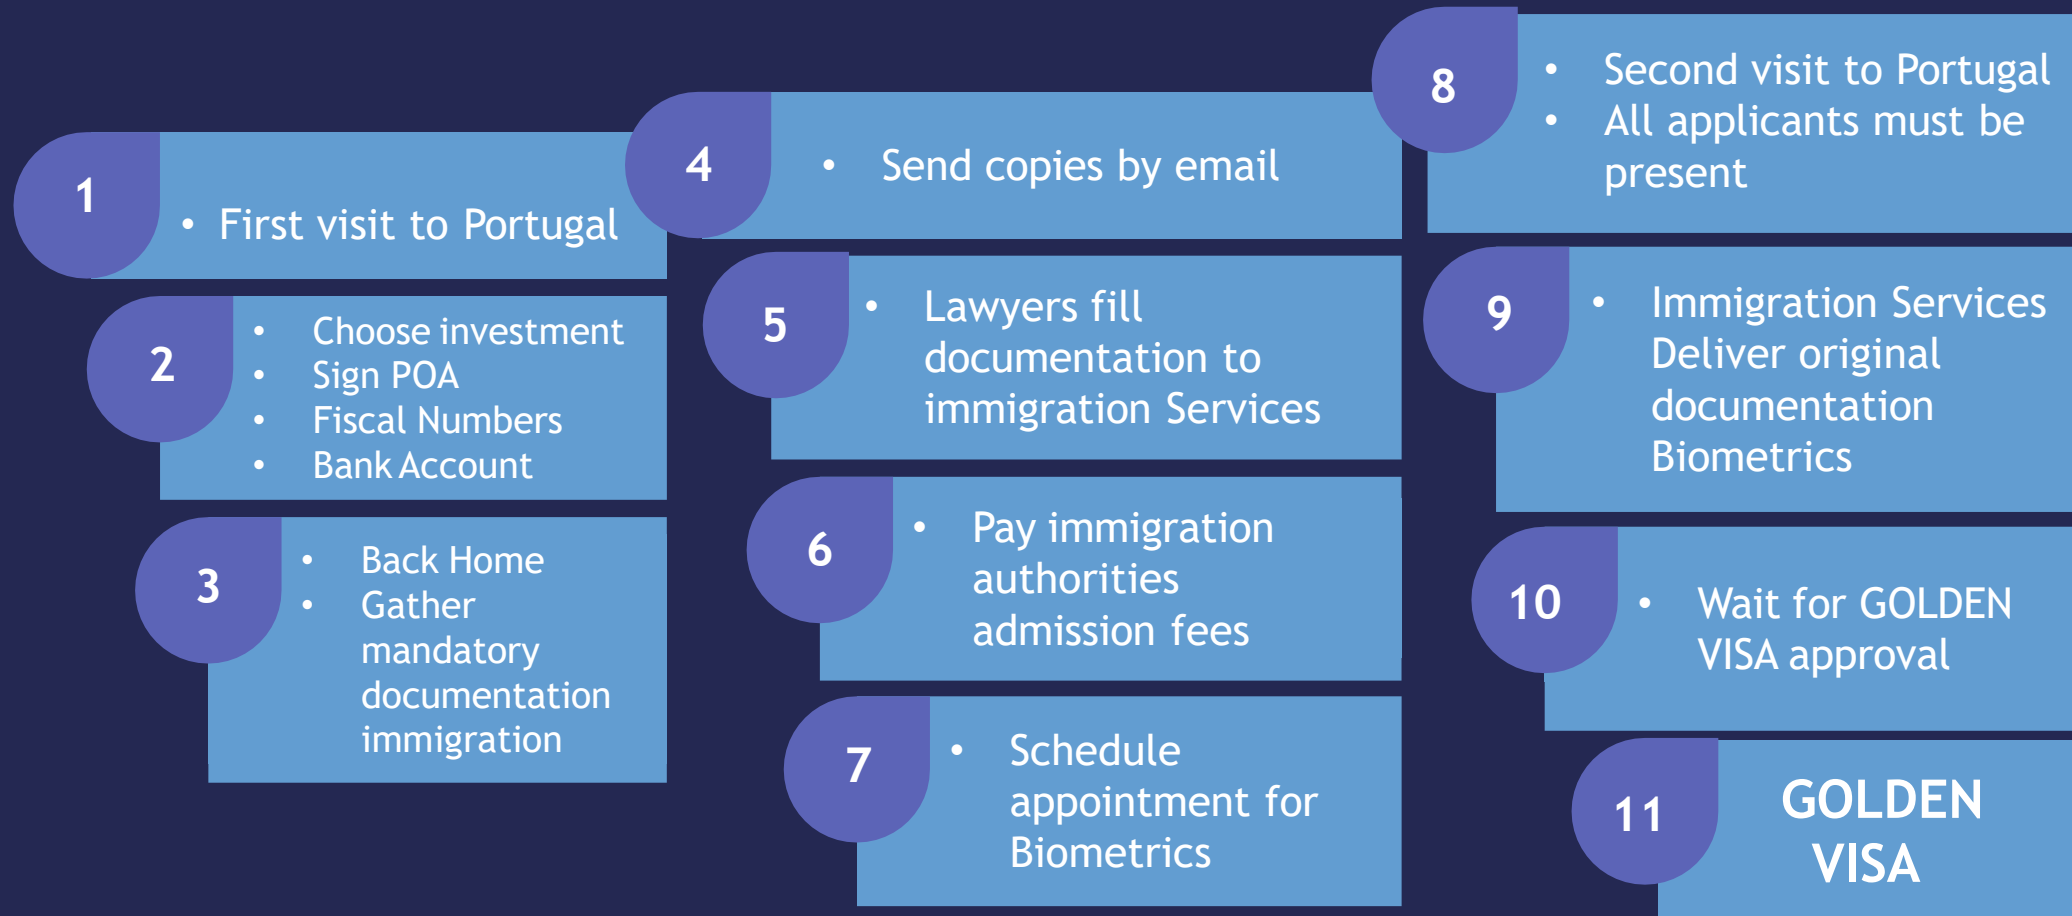 1
• First visit to Portugal
2
• Choose investment
• Sign POA
• Fiscal Numbers
• Bank Account
3
• Back Home
• Gather
mandatory
documentation
immigration
4
• Send copies by email
5
• Lawyers fill
documentation to
immigration Services
6
• Pay immigration
authorities
admission fees
7
• Schedule
appointment for
Biometrics
8
• Second visit to Portugal
• All applicants must be
present
9
• Immigration Services
Deliver original
documentation
Biometrics
10
• Wait for GOLDEN
VISA approval
11
GOLDEN
VISA